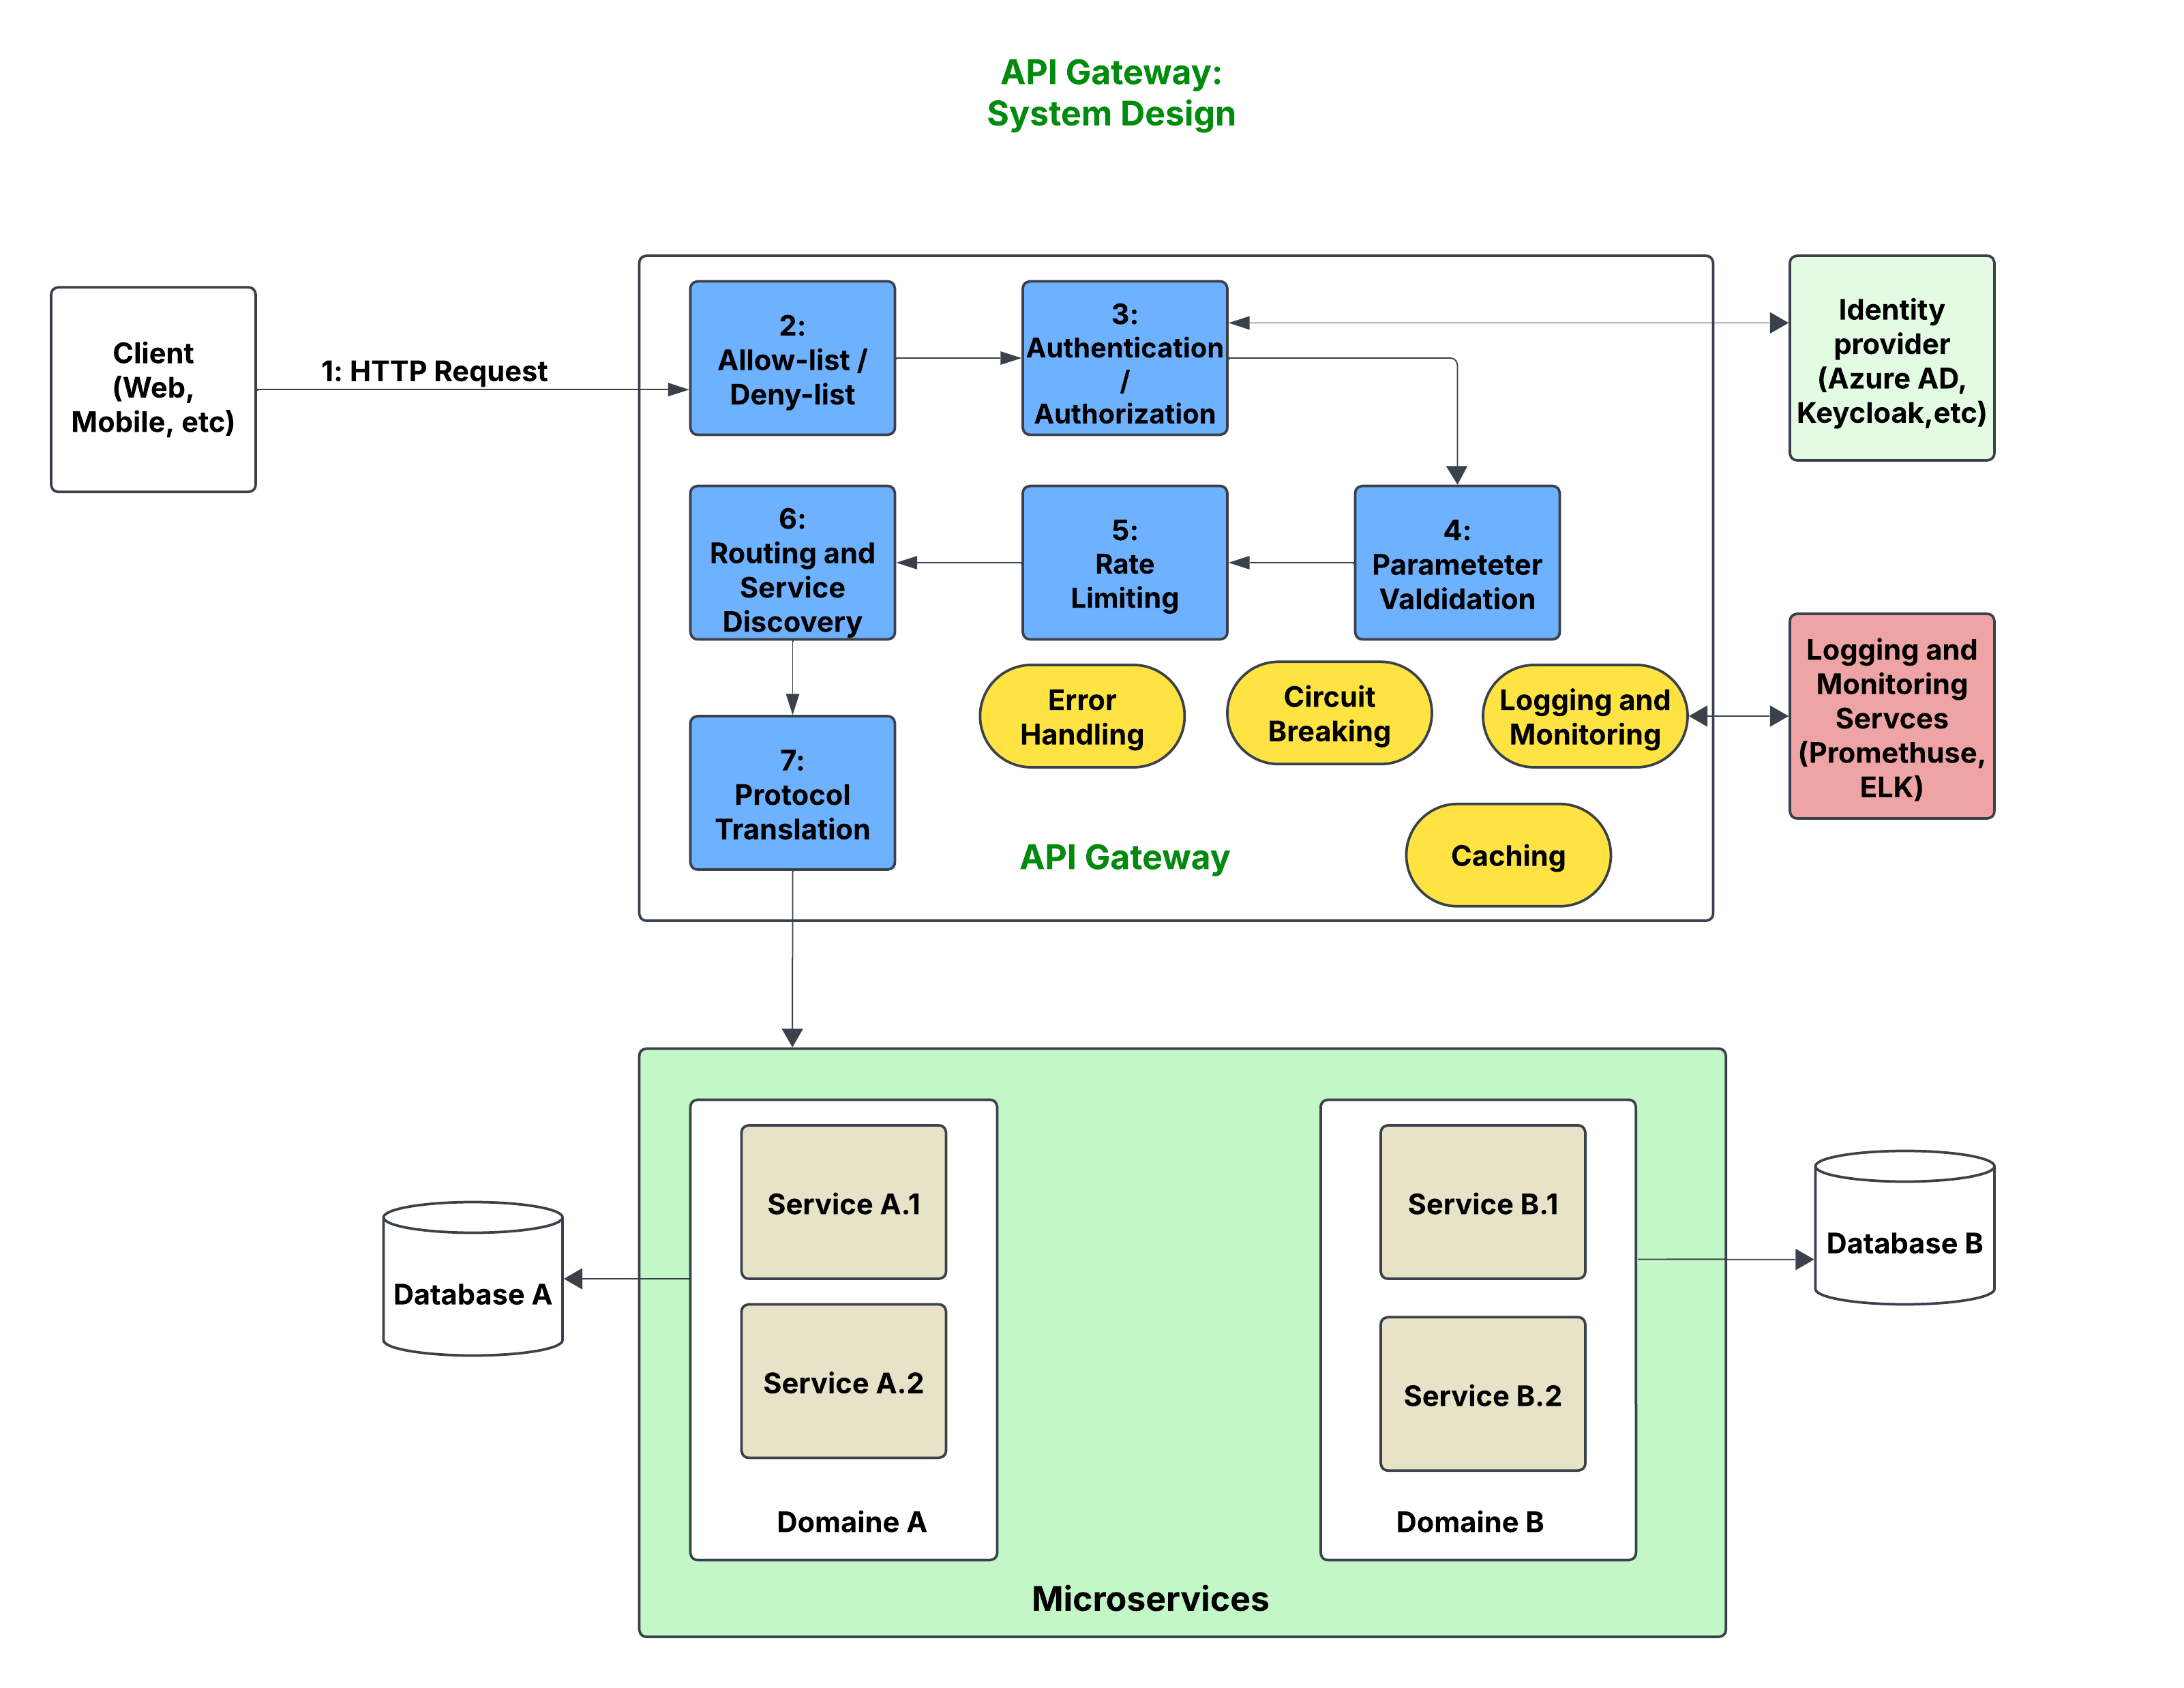 API Gateway:
System Design
Client
(Web,
Mobile, etc)
1: HTTP Request
2:
Allow-list /
Deny-list
3:
Authentication
/
Authorization
Identity
provider
(Azure AD,
Keycloak,etc)
6:
Routing and
Service
Discovery
5:
Rate
Limiting
4:
Parameteter
Valdidation
Error
Handling
Circuit
Breaking
Logging and
Monitoring
Logging and
Monitoring
Servces
(Promethuse,
ELK)
7:
Protocol
Translation
API Gateway
Caching
Service A.1
Service A.2
Domaine A
Database A
Service B.1
Service B.2
Domaine B
Database B
Microservices